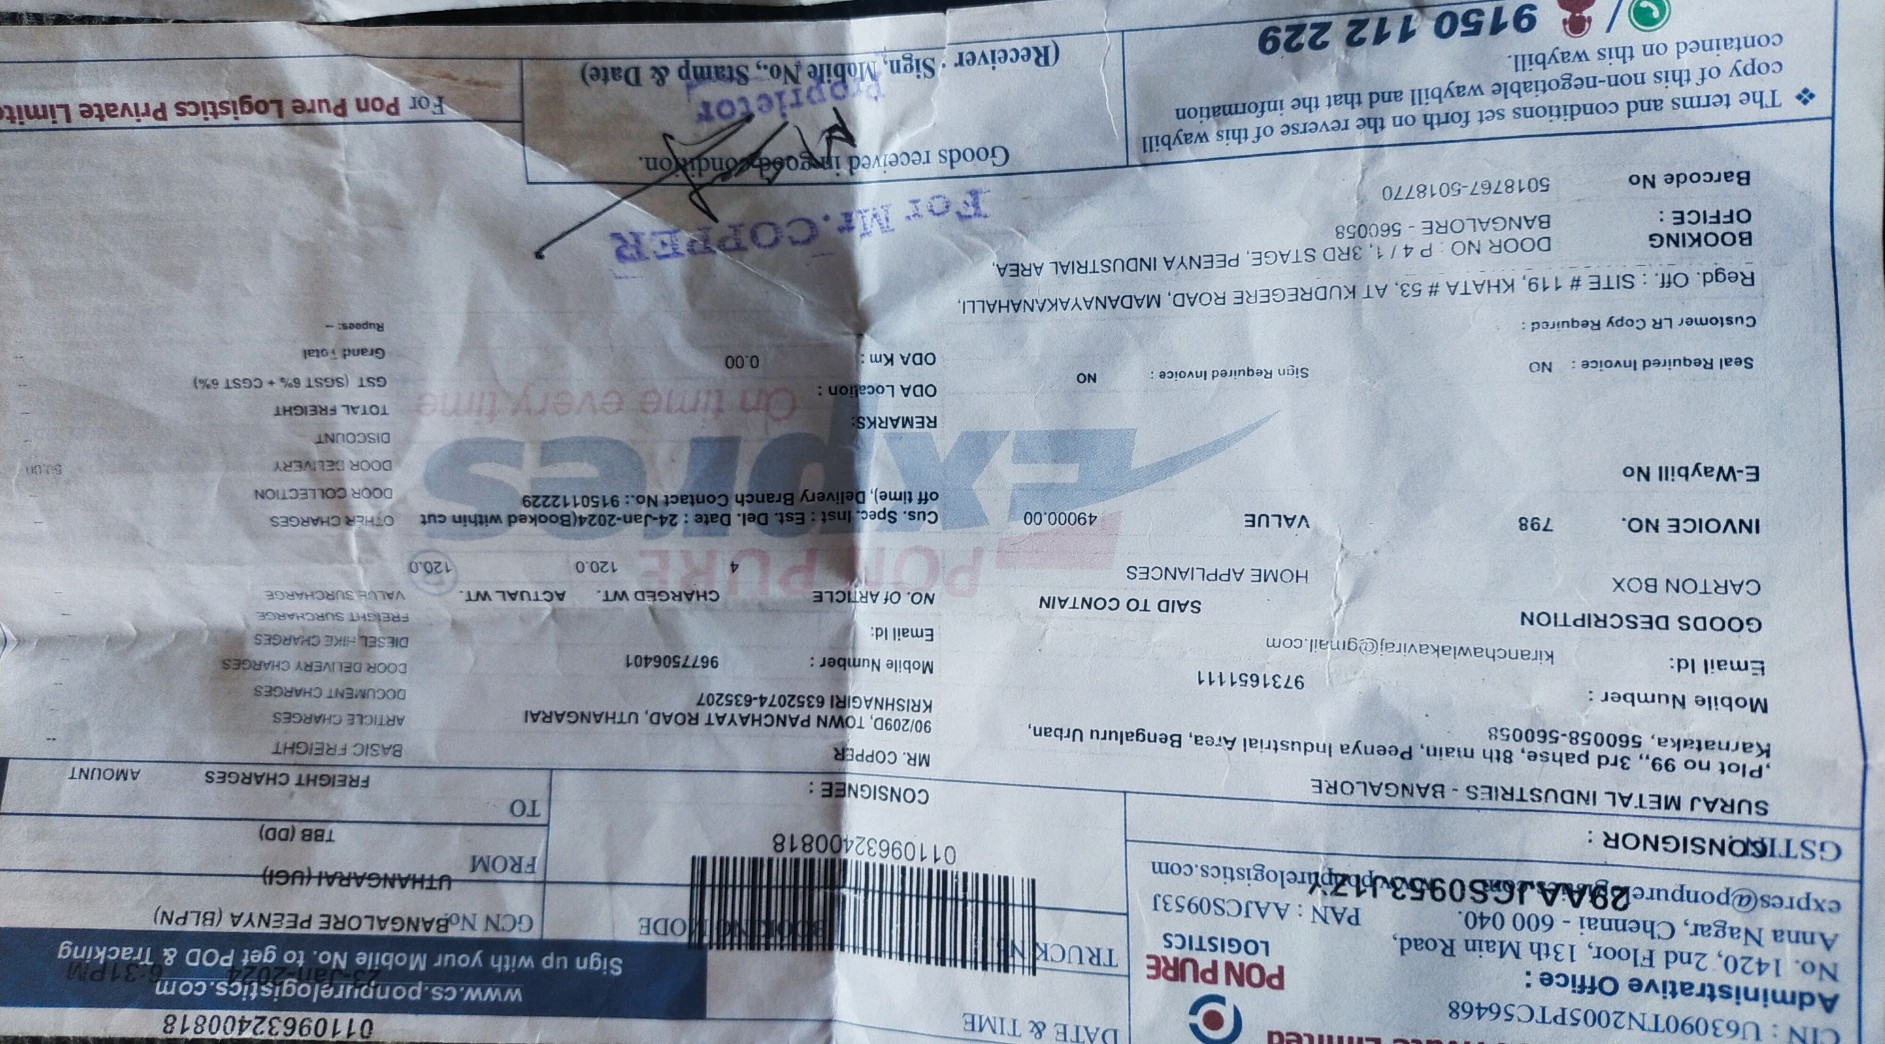 Private Limited
CIN : U63090TN2005PTC56468
Administrative Office :
No. 1420, 2nd Floor, 13th Main Road,
Anna Nagar, Chennai - 600 040.
PAN : AAJCS0953J
PON PURE
LOGISTICS
GSTIN
29AAJCS0953J1ZY
DATE & TIME
TRUCK
BOOKING MODE
01109632400818
01109632400818
www.cs.ponpurelogistics.com
23-Jan-2024 6:31PM
Sign up with your Mobile No. to get POD & Tracking
GCN No
BANGALORE PEENYA (BLPN)
FROM
UTHANGARAI (UGI)
TO
TBB (DD)
FREIGHT CHARGES
AMOUNT
CONSIGNOR :
SURAJ METAL INDUSTRIES - BANGALORE
,Plot no 99,, 3rd pahse, 8th main, Peenya Industrial Area, Bengaluru Urban,
Karnataka, 560058-560058
Mobile Number : 9731651111
Email Id: kiranchawlakaviraj@gmail.com
CONSIGNEE :
MR. COPPER
90/209D, TOWN PANCHAYAT ROAD, UTHANGARAI
KRISHNAGIRI 6352074-635207
Mobile Number : 9677506401
Email Id:
GOODS DESCRIPTION
SAID TO CONTAIN
CARTON BOX
HOME APPLIANCES
NO. Of ARTICLE CHARGED WT. ACTUAL WT.
4 120.0 120.0
INVOICE NO. 798 VALUE 49000.00
E-Waybill No
Cus. Spec. Inst : Est. Del. Date : 24-Jan-2024(Booked within cut
off time), Delivery Branch Contact No.: 9150112229
REMARKS:
ODA Location :
ODA Km : 0.00
Seal Required Invoice : NO
Sign Required Invoice : NO
Customer LR Copy Required :
BASIC FREIGHT --
ARTICLE CHARGES
DOCUMENT CHARGES
DOOR DELIVERY CHARGES
DIESEL HIKE CHARGES
FREIGHT SURCHARGE
VALUE SURCHARGE
OTHER CHARGES
DOOR COLLECTION
DOOR DELIVERY
DISCOUNT
TOTAL FREIGHT
GST (SGST 6% + CGST 6%)
Grand Total
Rupees: --
PON PURE
Expres
On time every time
Regd. Off. : SITE # 119, KHATA # 53, AT KUDREGERE ROAD, MADANAYAKANAHALLI,
BOOKING OFFICE : DOOR NO : P 4 / 1, 3RD STAGE, PEENYA INDUSTRIAL AREA,
BANGALORE - 560058
Barcode No 5018767-5018770
❖ The terms and conditions set forth on the reverse of this waybill
copy of this non-negotiable waybill and that the information
contained on this waybill.
9150 112 229
For Mr. COPPER
Goods received in good condition.
Proprietor
(Receiver - Sign, Mobile No., Stamp & Date)
For Pon Pure Logistics Private Limite